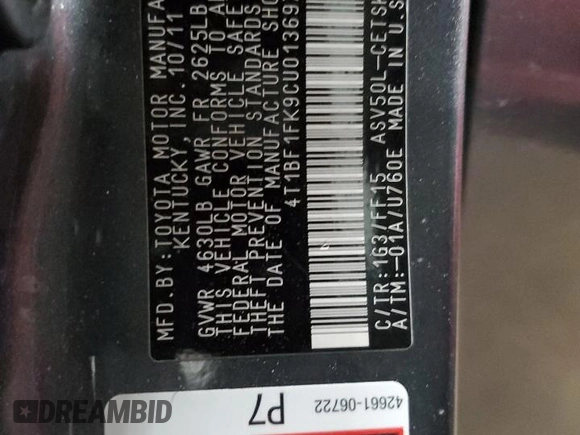 MFD. BY: TOYOTA MOTOR MANUFA
KENTUCKY, INC. 10/11
GVWR 4630LB GAWR FR 2625LB
THIS VEHICLE CONFORMS TO A
FEDERAL MOTOR VEHICLE SAFE
THEFT PREVENTION STANDARDS
THE DATE OF MANUFACTURE SHO
4T1BF1FK9CU01369
C/TR: 1G3/FF15 ASV50L-CETS
A/TM: -01A/U760E MADE IN U.S
P7
42661-06722
DREAMBID